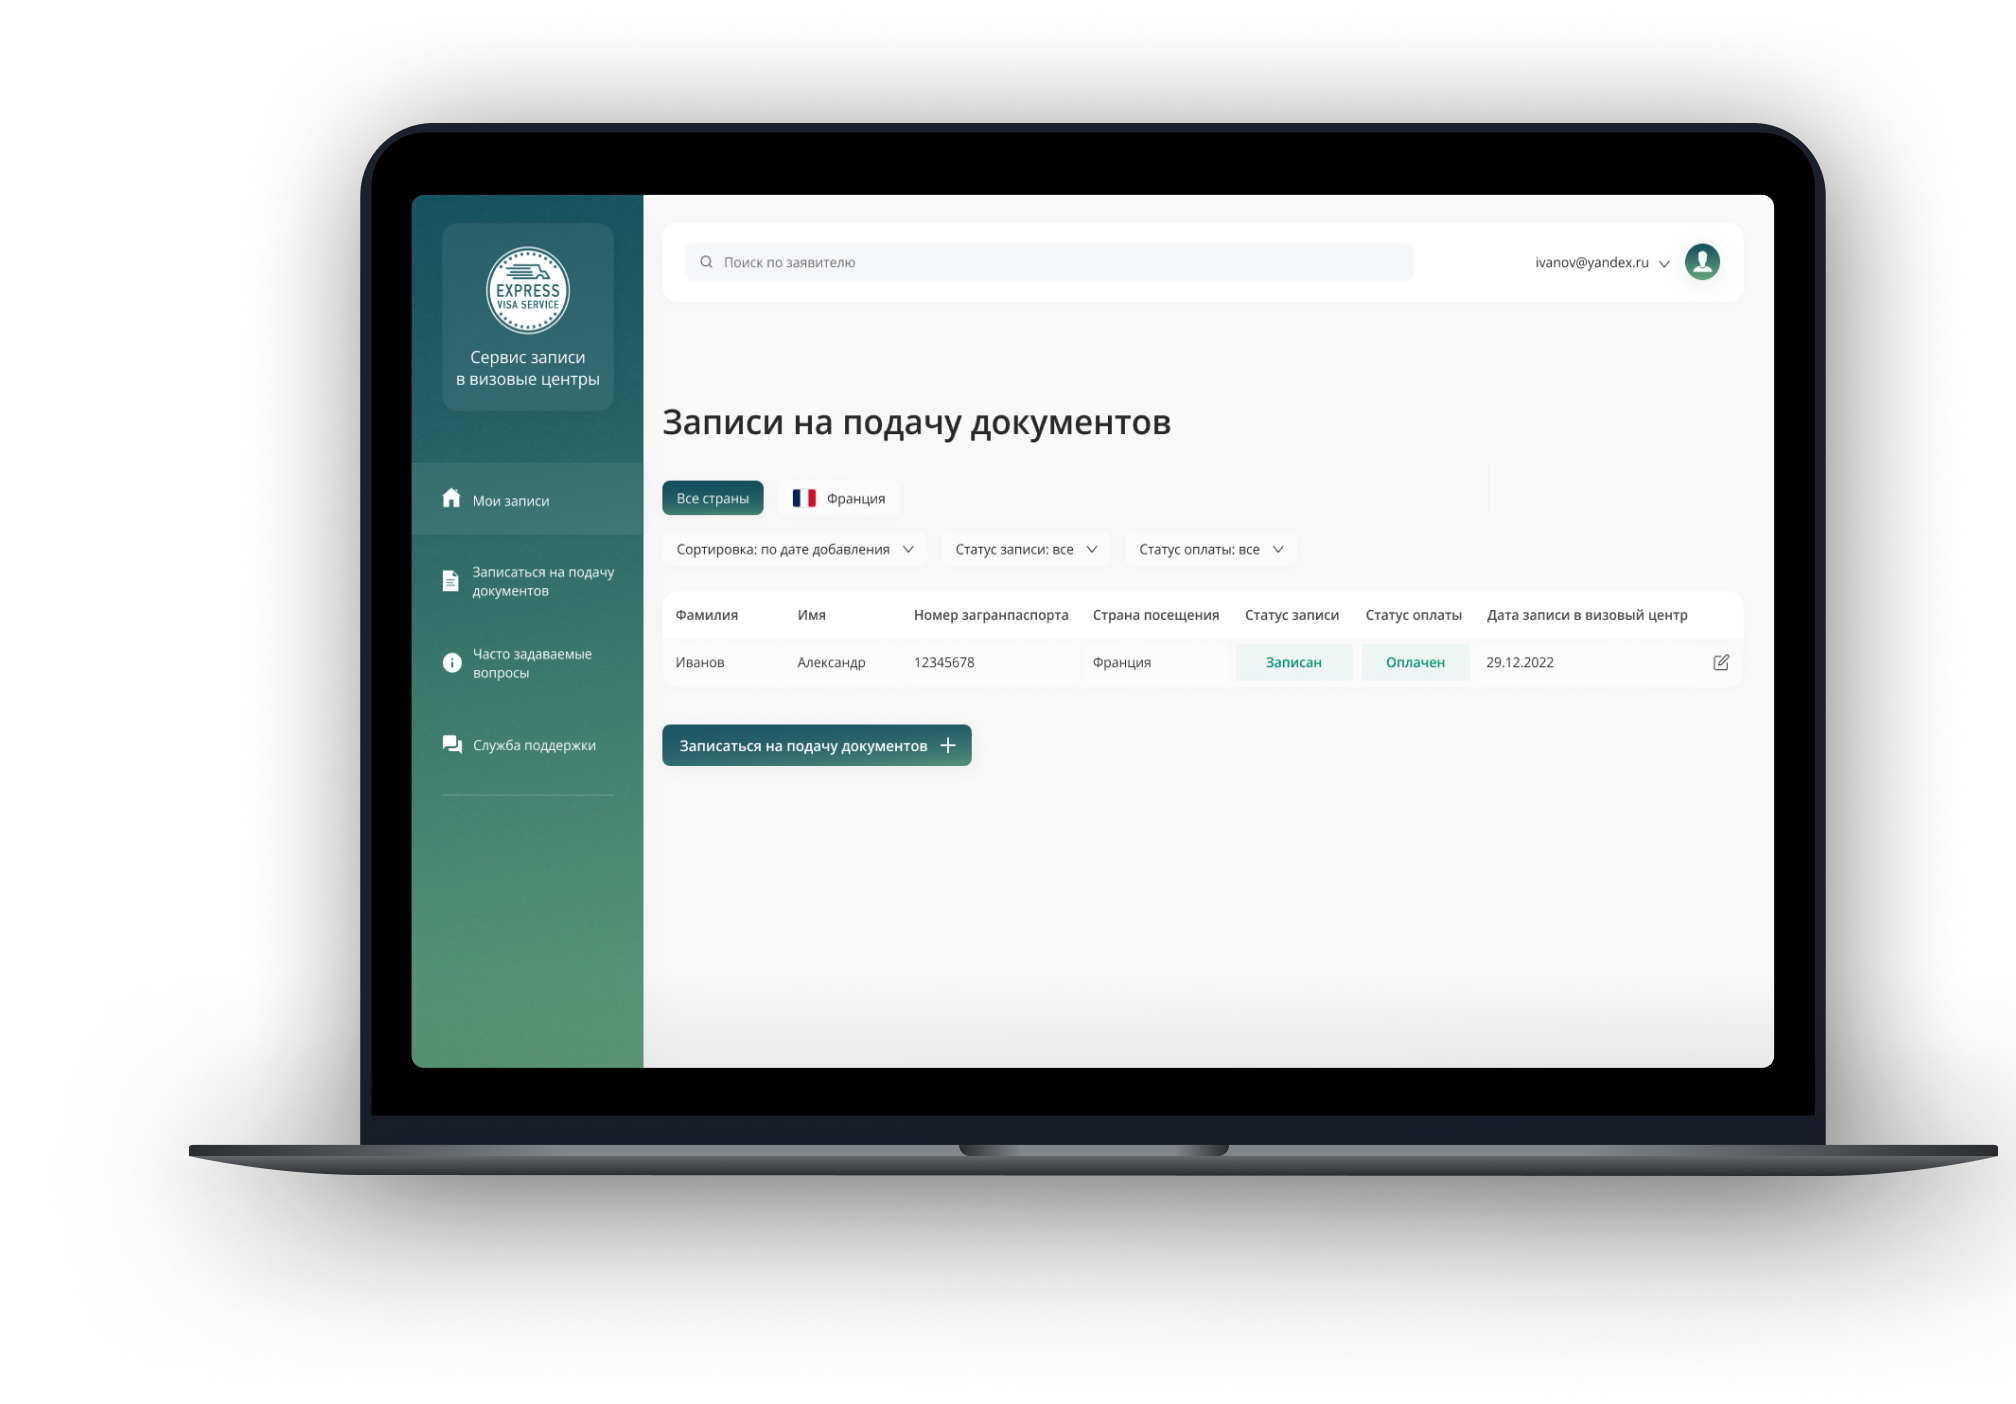 EXPRESS
VISA SERVICE
Сервис записи
в визовые центры
Мои записи
Записаться на подачу
документов
Часто задаваемые
вопросы
Служба поддержки
Поиск по заявителю
ivanov@yandex.ru
Записи на подачу документов
Все страны
Франция
Сортировка: по дате добавления
Статус записи: все
Статус оплаты: все
Фамилия Имя Номер загранпаспорта Страна посещения Статус записи Статус оплаты Дата записи в визовый центр
Иванов Александр 12345678 Франция Записан Оплачен 29.12.2022
Записаться на подачу документов